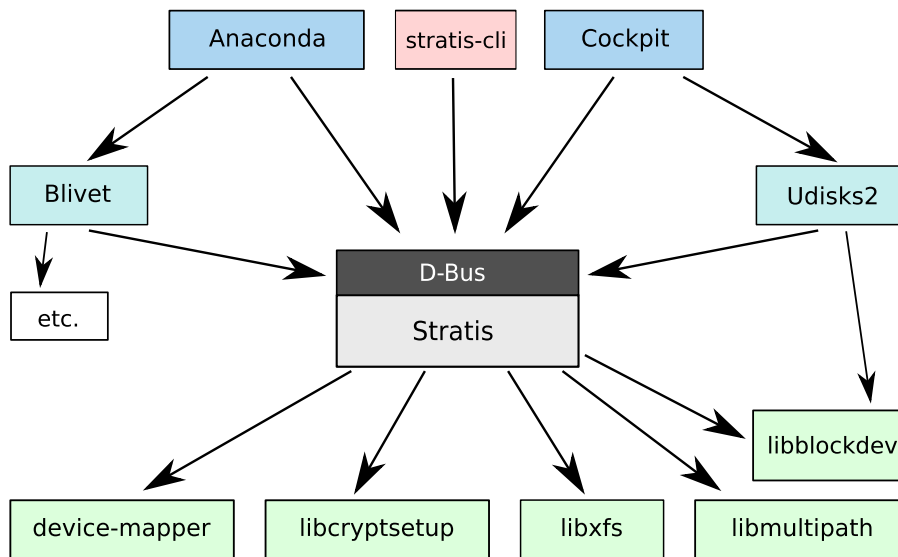 Anaconda
stratis-cli
Cockpit
Blivet
Udisks2
D-Bus
etc.
Stratis
libblockdev
device-mapper
libcryptsetup
libxfs
libmultipath